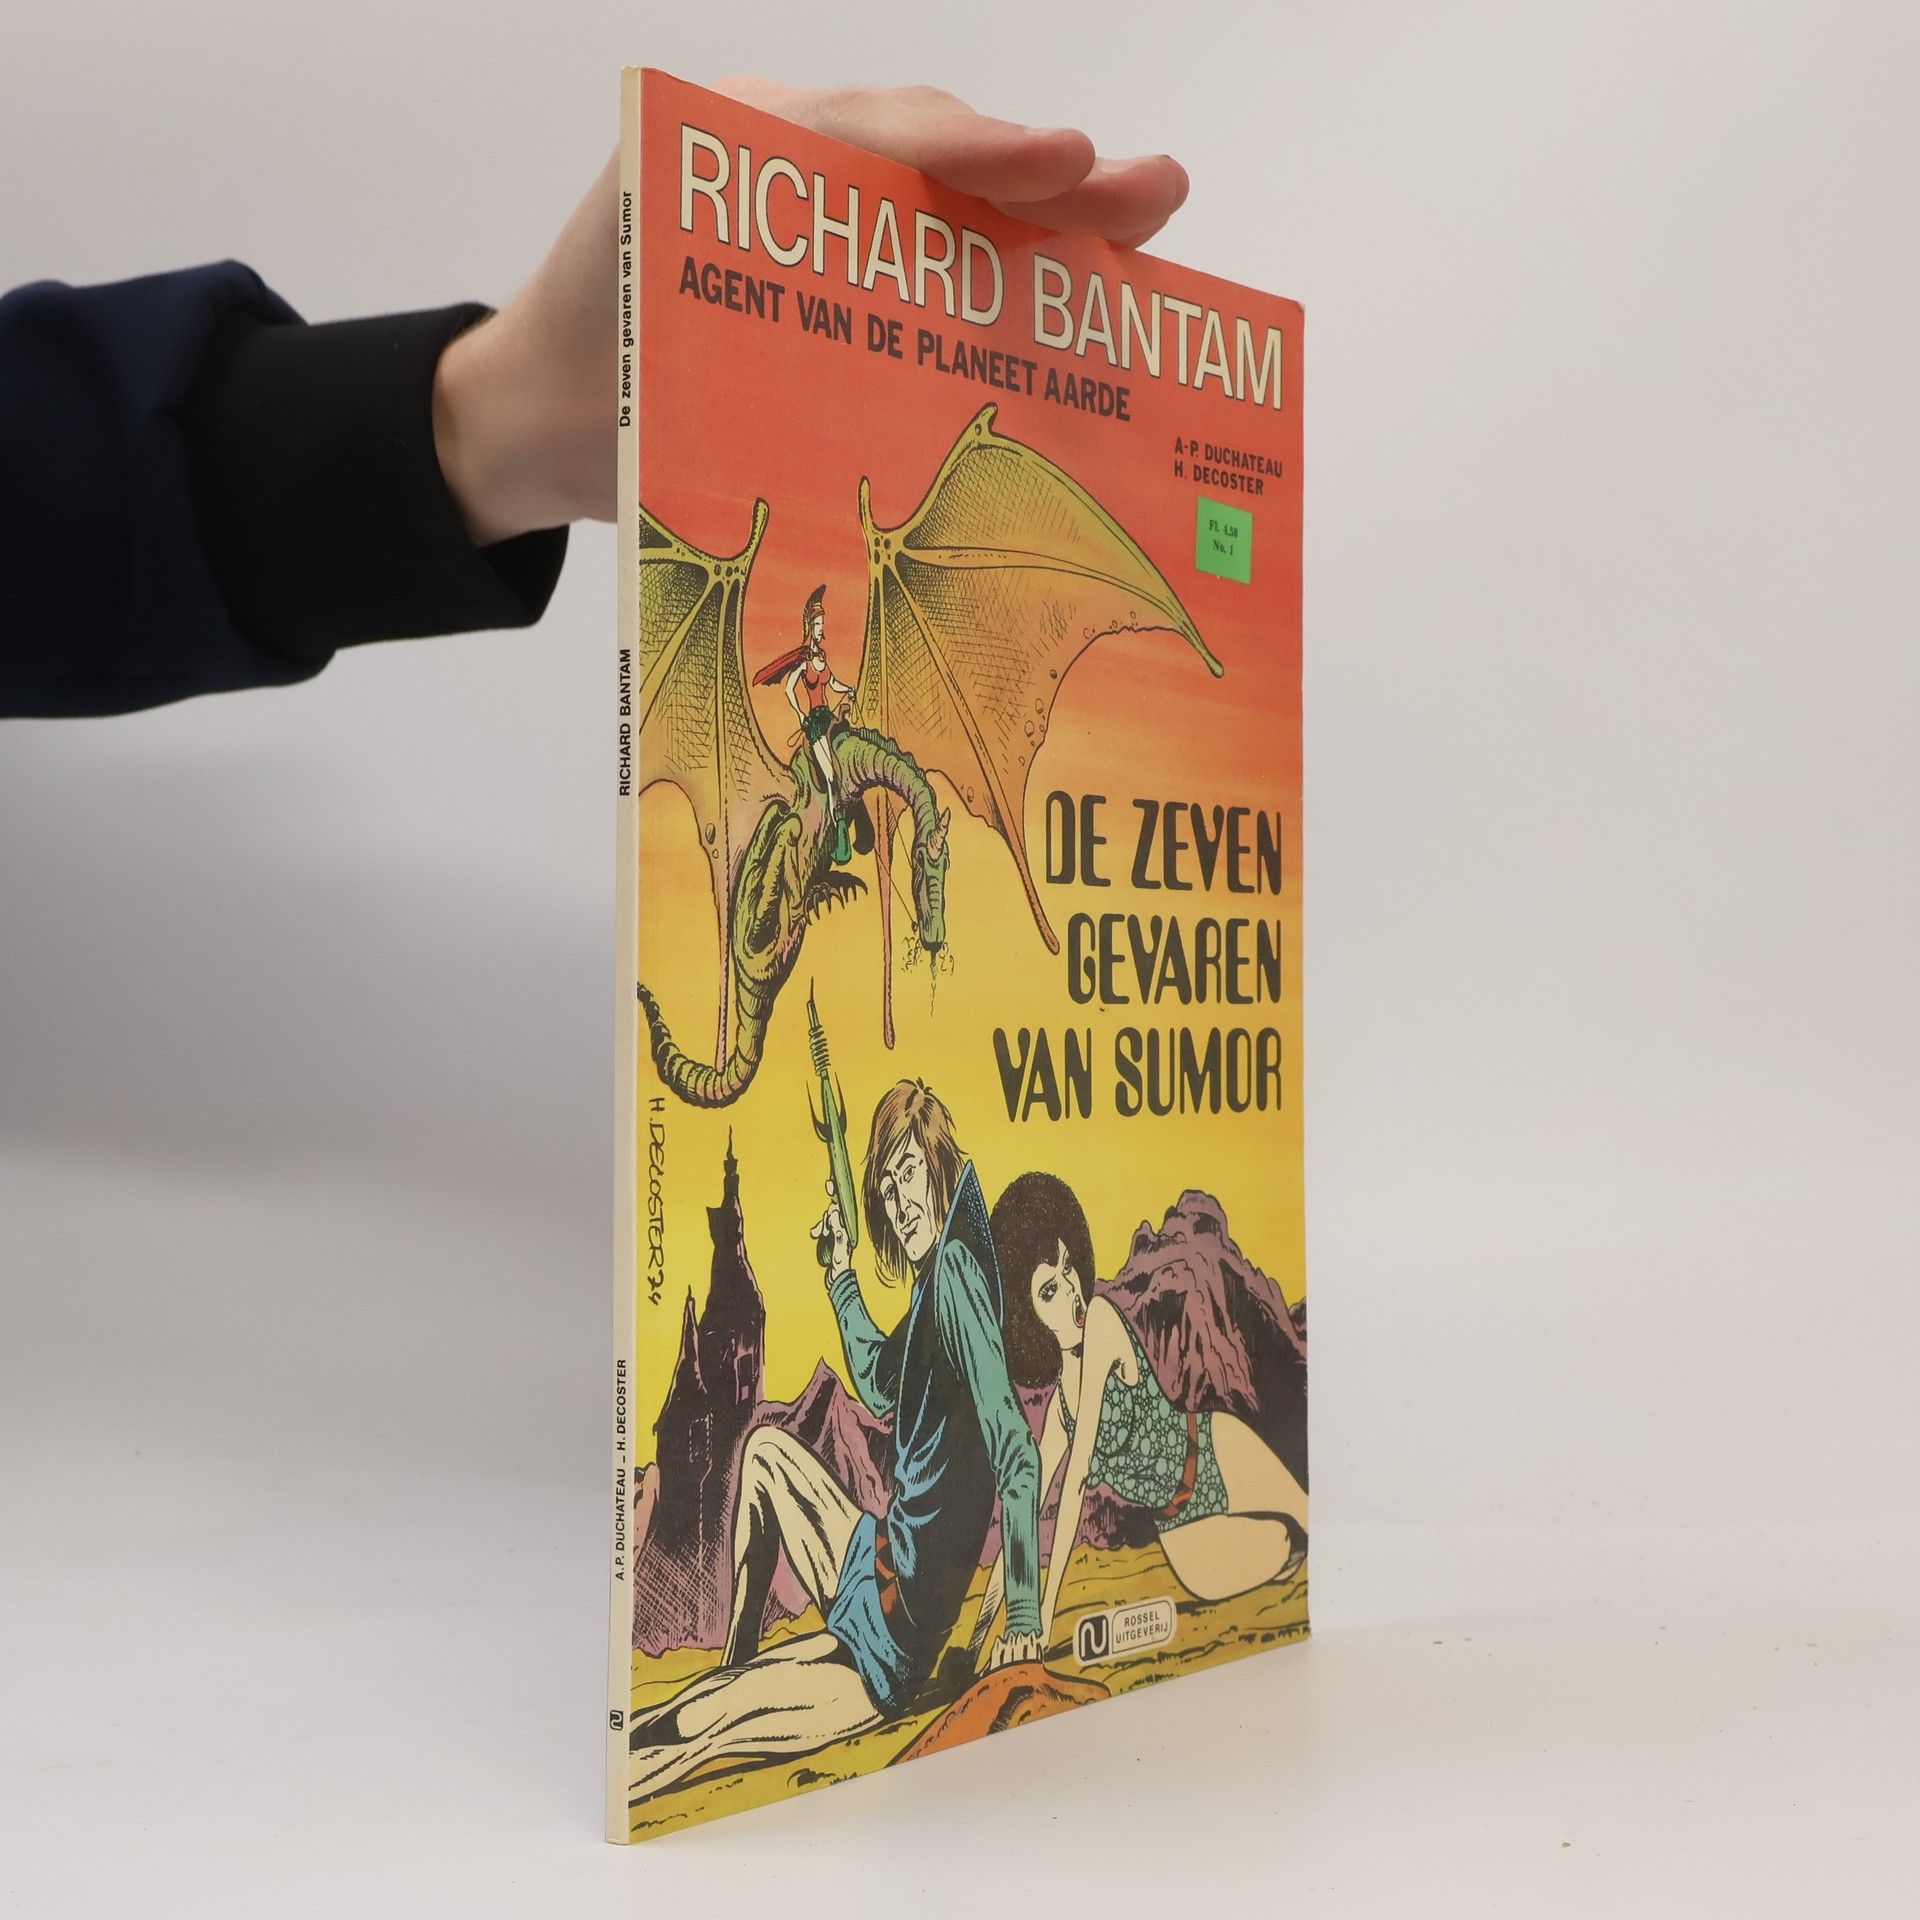 RICHARD BANTAM
AGENT VAN DE PLANEET AARDE
A-P. DUCHATEAU
H. DECOSTER
Fl. 4,50
No. 1
DE ZEVEN
GEVAREN
VAN SUMOR
H. DECOSTER 74
ROSSEL
UITGEVERIJ
De zeven gevaren van Sumor
RICHARD BANTAM
A. P. DUCHATEAU - H. DECOSTER